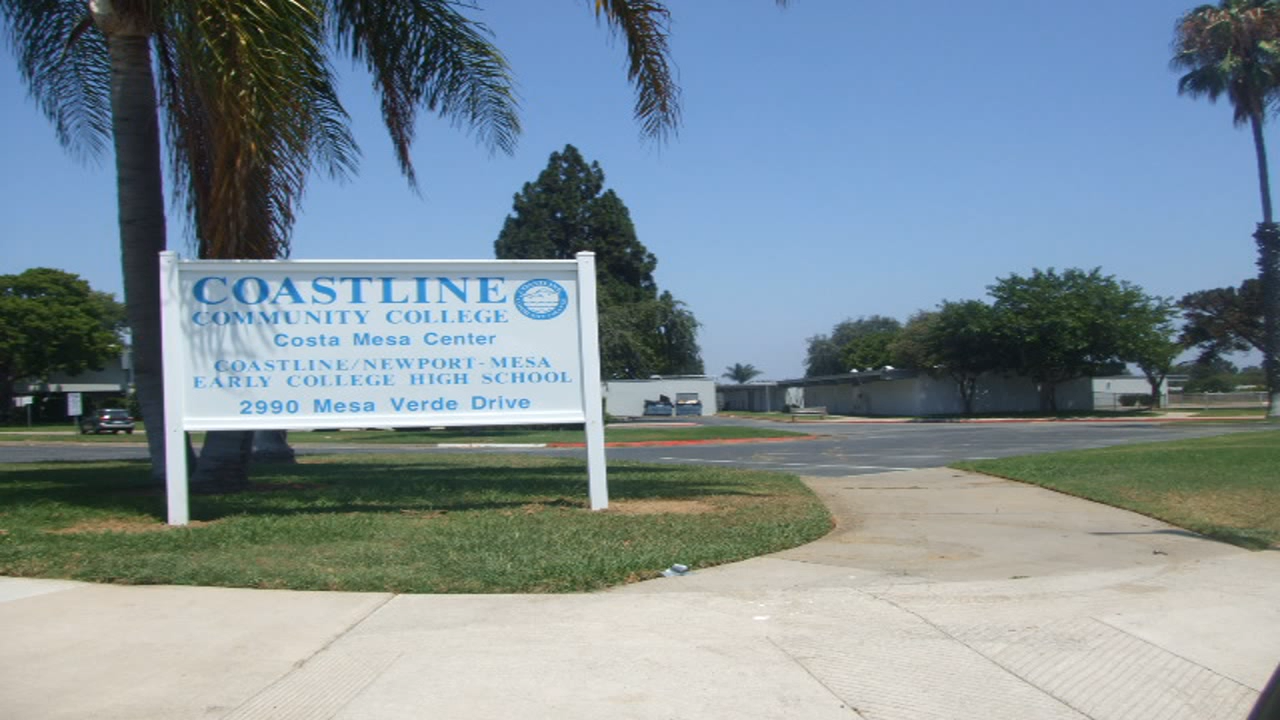 COASTLINE
COMMUNITY COLLEGE
Costa Mesa Center
COASTLINE/NEWPORT-MESA
EARLY COLLEGE HIGH SCHOOL
2990 Mesa Verde Drive